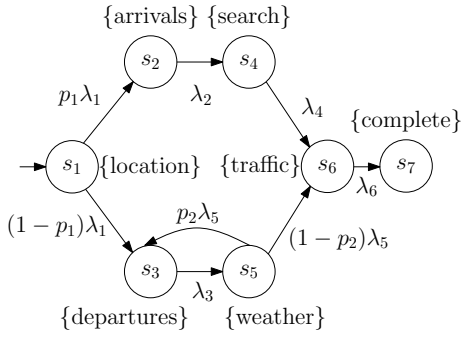 {arrivals} {search}
s₂ s₄
p₁λ₁ λ₂ λ₄
{complete}
s₁ {location} {traffic} s₆ s₇
λ₆
(1 − p₁)λ₁ p₂λ₅ (1 − p₂)λ₅
s₃ s₅
λ₃
{departures} {weather}